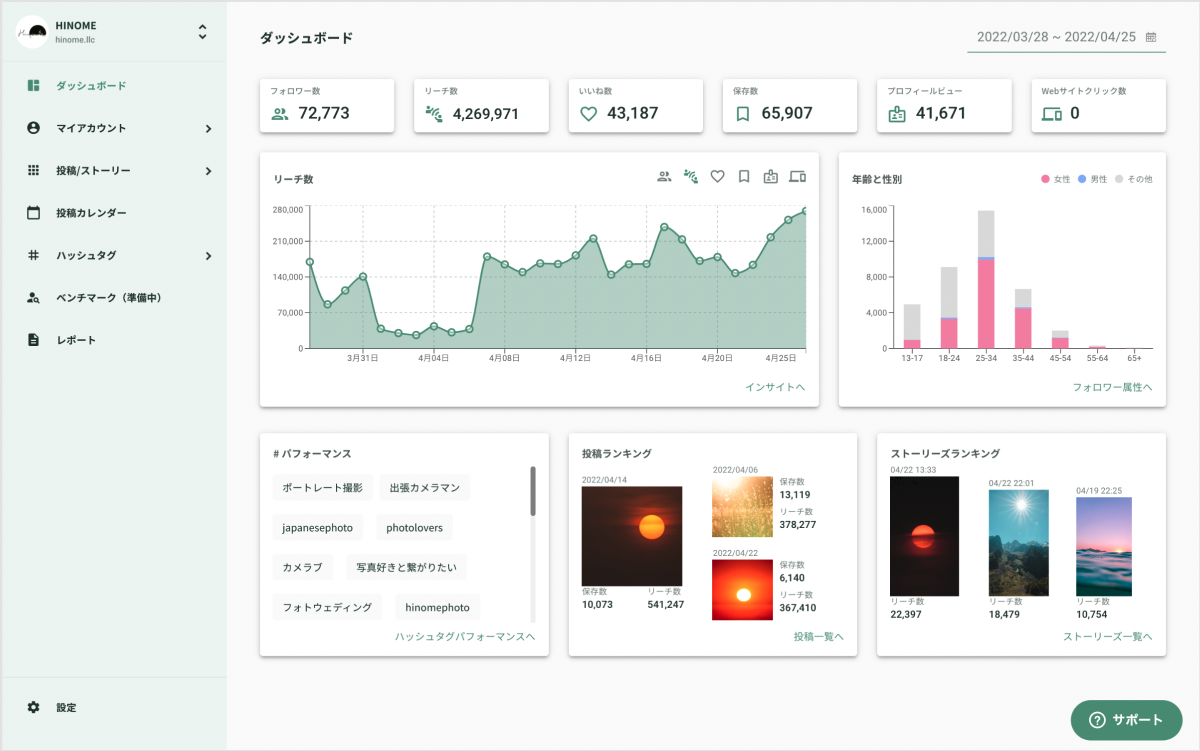 HINOME
hinome.llc
ダッシュボード
マイアカウント
投稿/ストーリー
投稿カレンダー
ハッシュタグ
ベンチマーク（準備中）
レポート
設定
ダッシュボード
2022/03/28 ~ 2022/04/25
フォロワー数
72,773
リーチ数
4,269,971
いいね数
43,187
保存数
65,907
プロフィールビュー
41,671
Webサイトクリック数
0
リーチ数
280,000
210,000
140,000
70,000
0
3月31日 4月04日 4月08日 4月12日 4月16日 4月20日 4月25日
インサイトへ
年齢と性別
女性 男性 その他
16,000
12,000
8,000
4,000
0
13-17 18-24 25-34 35-44 45-54 55-64 65+
フォロワー属性へ
# パフォーマンス
ポートレート撮影 出張カメラマン
japanesephoto photolovers
カメラブ 写真好きと繋がりたい
フォトウェディング hinomephoto
ハッシュタグパフォーマンスへ
投稿ランキング
2022/04/14
保存数 リーチ数
10,073 541,247
2022/04/06
保存数
13,119
リーチ数
378,277
2022/04/22
保存数
6,140
リーチ数
367,410
投稿一覧へ
ストーリーズランキング
04/22 13:33
リーチ数
22,397
04/22 22:01
リーチ数
18,479
04/19 22:25
リーチ数
10,754
ストーリーズ一覧へ
サポート